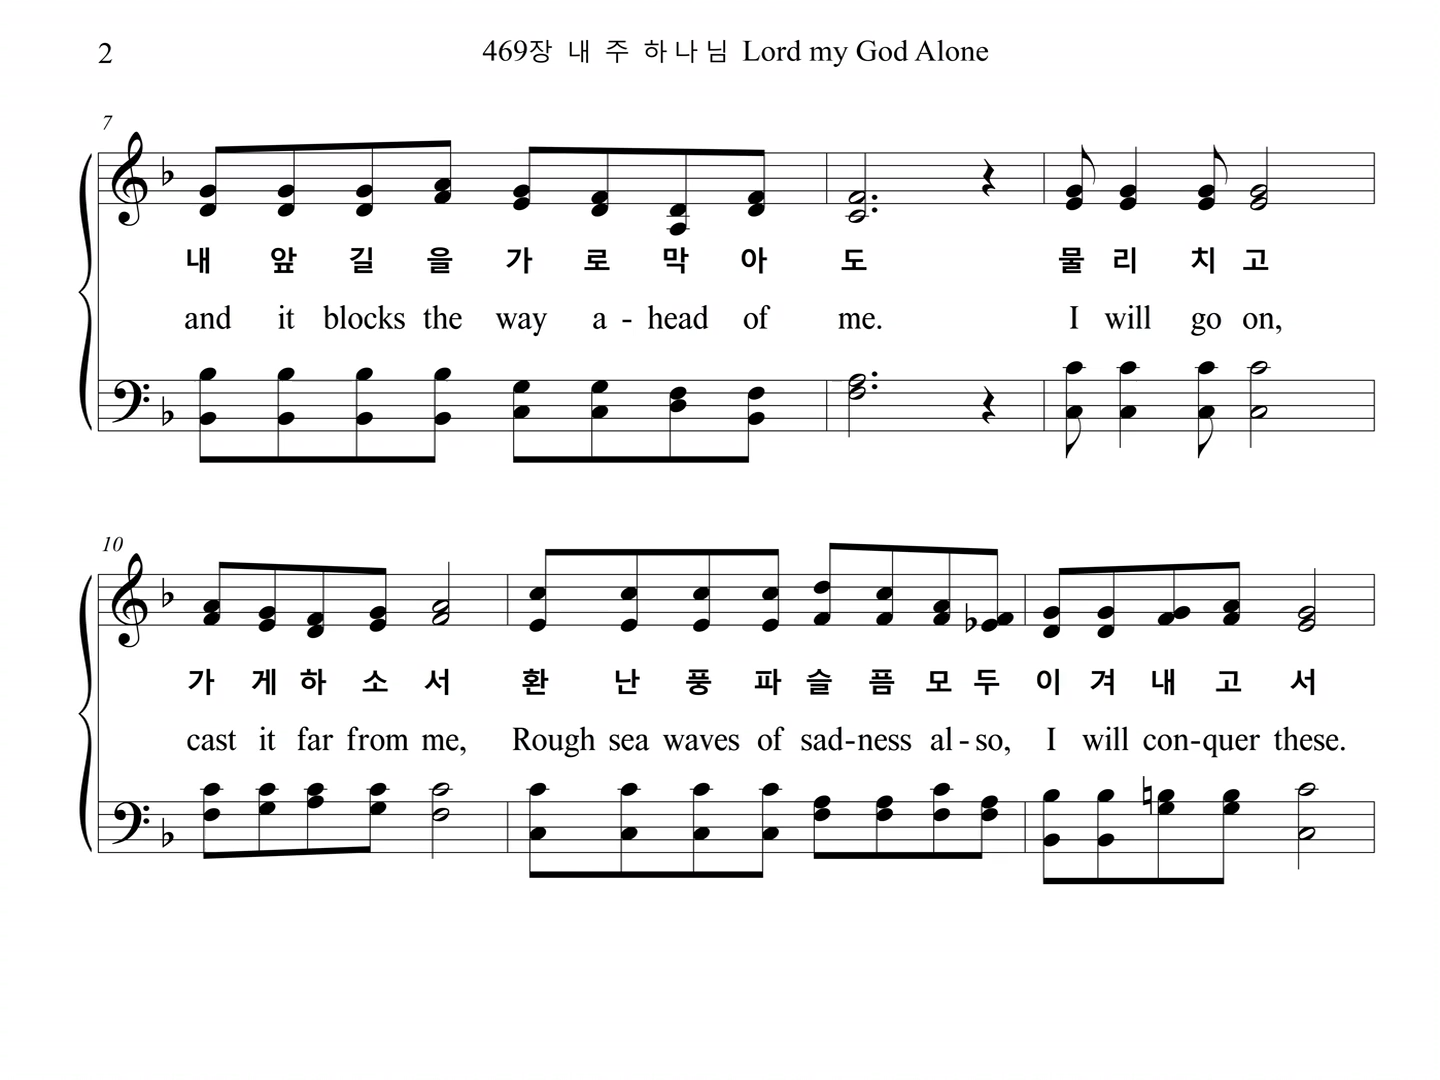 2
469장 내 주 하나님 Lord my God Alone
7
내 앞 길 을 가 로 막 아 도 물 리 치 고
and it blocks the way a - head of me. I will go on,
10
가 게 하 소 서 환 난 풍 파 슬 픔 모 두 이 겨 내 고 서
cast it far from me, Rough sea waves of sad-ness al - so, I will con-quer these.